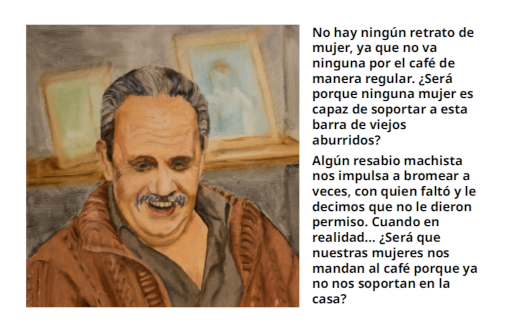 No hay ningún retrato de
mujer, ya que no va
ninguna por el café de
manera regular. ¿Será
porque ninguna mujer es
capaz de soportar a esta
barra de viejos
aburridos?
Algún resabio machista
nos impulsa a bromear a
veces, con quien faltó y le
decimos que no le dieron
permiso. Cuando en
realidad... ¿Será que
nuestras mujeres nos
mandan al café porque ya
no nos soportan en la
casa?